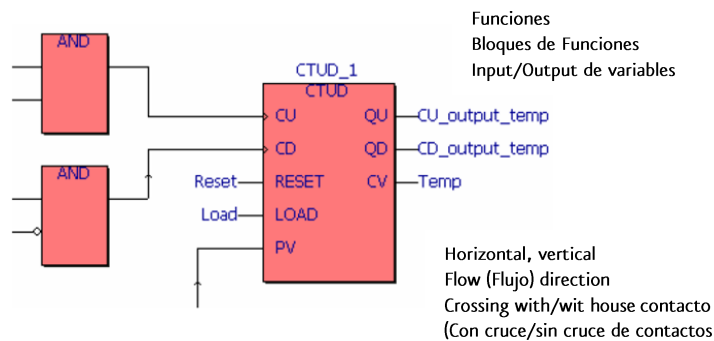 Funciones
Bloques de Funciones
Input/Output de variables
AND
CTUD_1
CTUD
CU QU CU_output_temp
CD QD CD_output_temp
AND
Reset RESET CV Temp
Load LOAD
PV
Horizontal, vertical
Flow (Flujo) direction
Crossing with/wit house contacto
(Con cruce/sin cruce de contactos